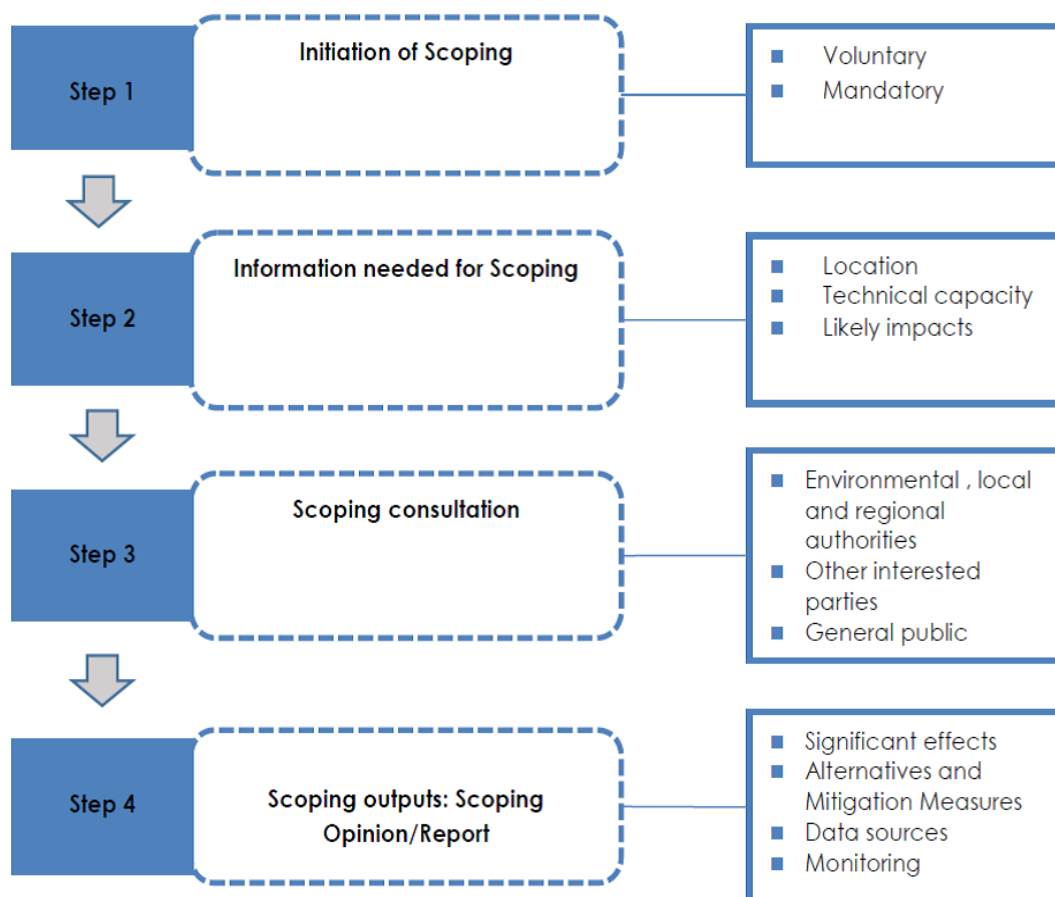 Step 1
Initiation of Scoping
Voluntary
Mandatory
Step 2
Information needed for Scoping
Location
Technical capacity
Likely impacts
Step 3
Scoping consultation
Environmental , local
and regional
authorities
Other interested
parties
General public
Step 4
Scoping outputs: Scoping
Opinion/Report
Significant effects
Alternatives and
Mitigation Measures
Data sources
Monitoring